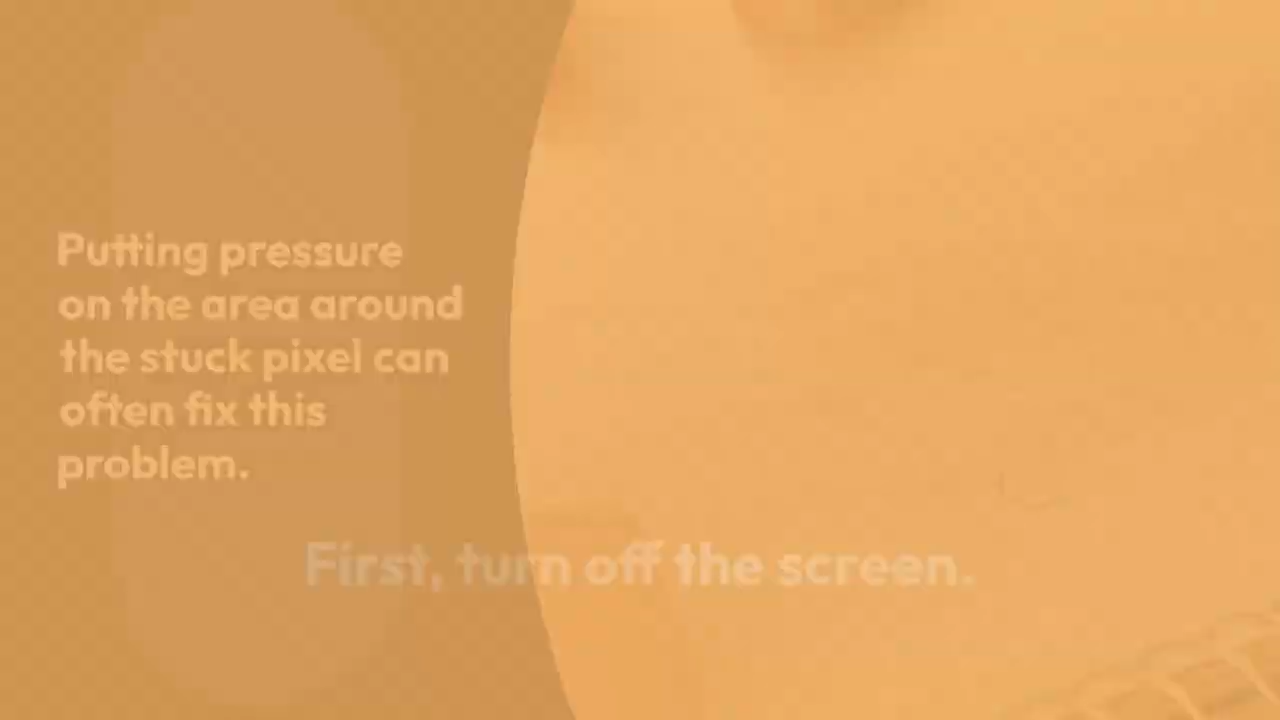 Putting pressure
on the area around
the stuck pixel can
often fix this
problem.
First, turn off the screen.